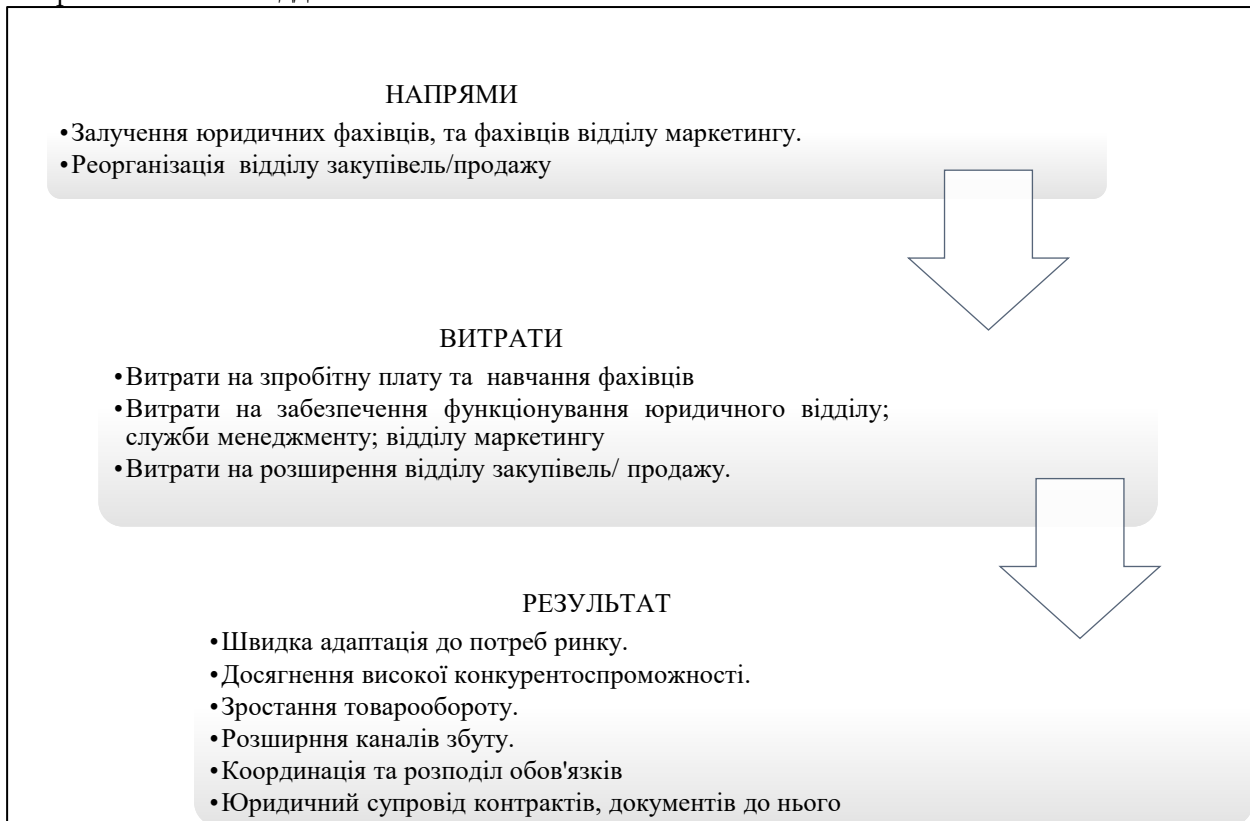 НАПРЯМИ
•Залучення юридичних фахівців, та фахівців відділу маркетингу.
•Реорганізація відділу закупівель/продажу
ВИТРАТИ
•Витрати на зпробітну плату та навчання фахівців
•Витрати на забезпечення функціонування юридичного відділу;
служби менеджменту; відділу маркетингу
•Витрати на розширення відділу закупівель/ продажу.
РЕЗУЛЬТАТ
•Швидка адаптація до потреб ринку.
•Досягнення високої конкурентоспроможності.
•Зростання товарообороту.
•Розширння каналів збуту.
•Координація та розподіл обов'язків
•Юридичний супровід контрактів, документів до нього